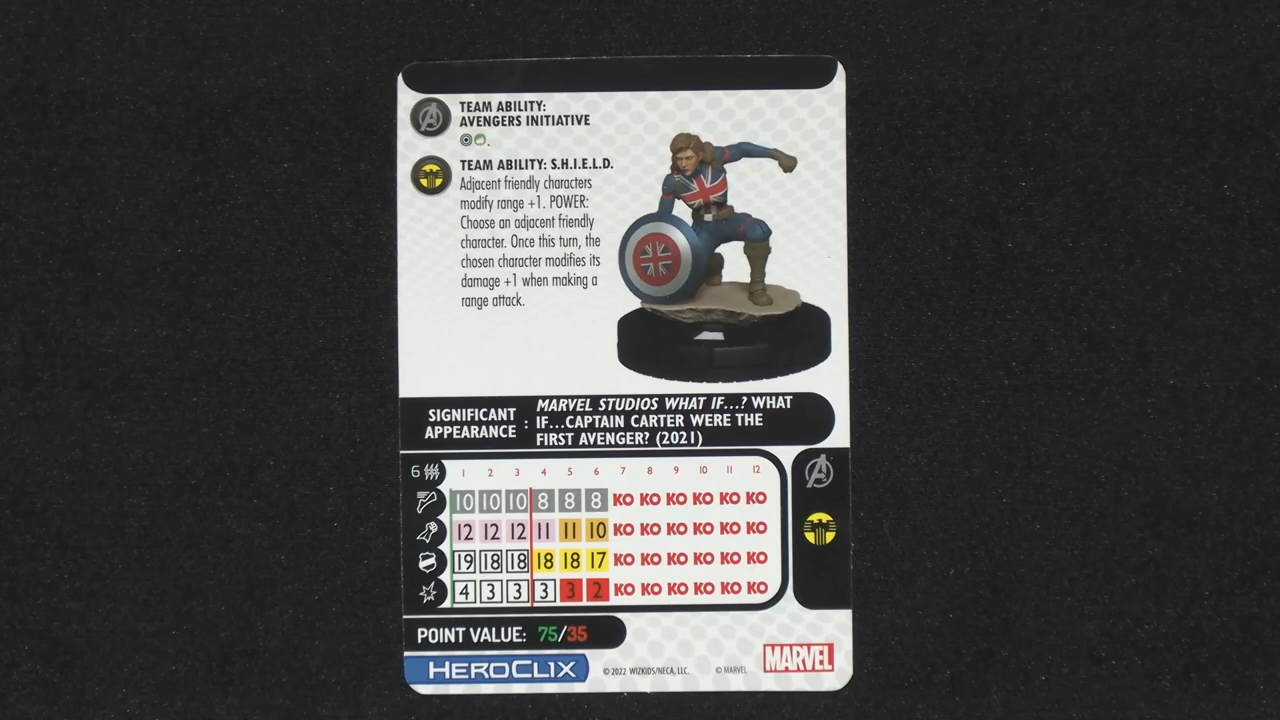 TEAM ABILITY:
AVENGERS INITIATIVE
.
TEAM ABILITY: S.H.I.E.L.D.
Adjacent friendly characters
modify range +1. POWER:
Choose an adjacent friendly
character. Once this turn, the
chosen character modifies its
damage +1 when making a
range attack.
SIGNIFICANT APPEARANCE :
MARVEL STUDIOS WHAT IF...? WHAT
IF...CAPTAIN CARTER WERE THE
FIRST AVENGER? (2021)
6 1 2 3 4 5 6 7 8 9 10 11 12
10 10 10 8 8 8 KO KO KO KO KO KO
12 12 12 11 11 10 KO KO KO KO KO KO
19 18 18 18 18 17 KO KO KO KO KO KO
4 3 3 3 3 2 KO KO KO KO KO KO
POINT VALUE: 75/35
HEROCLIX
© 2022 WIZKIDS/NECA, LLC.
© MARVEL
MARVEL